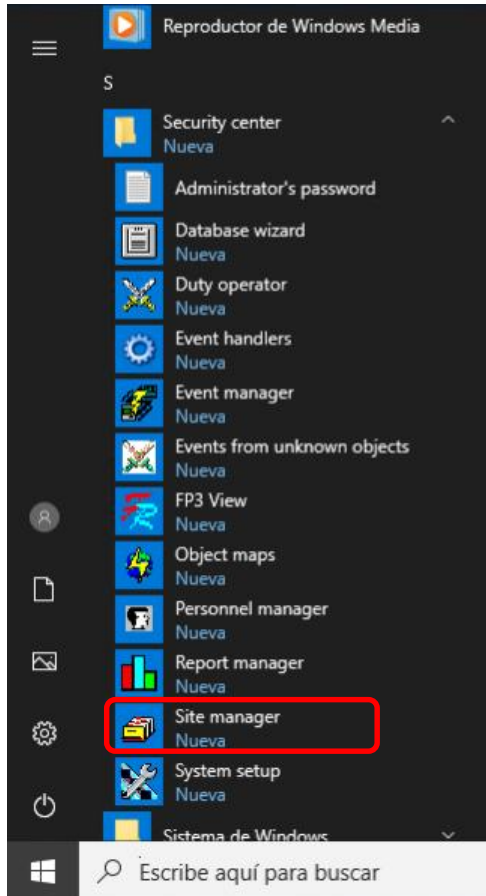 Reproductor de Windows Media
S
Security center
Nueva
Administrator's password
Database wizard
Nueva
Duty operator
Nueva
Event handlers
Nueva
Event manager
Nueva
Events from unknown objects
Nueva
FP3 View
Nueva
Object maps
Nueva
Personnel manager
Nueva
Report manager
Nueva
Site manager
Nueva
System setup
Nueva
Sistema de Windows
Escribe aquí para buscar